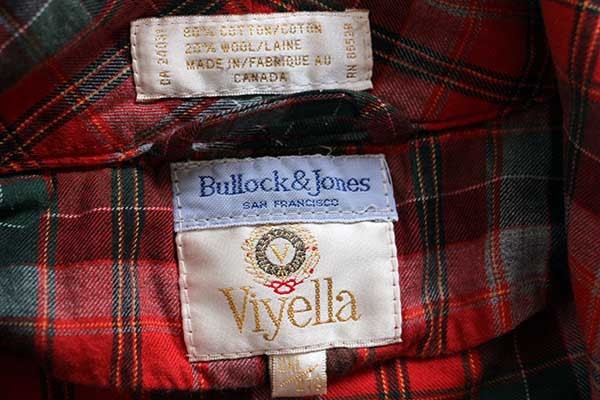 80% COTTON/COTON
20% WOOL/LAINE
MADE IN/FABRIQUE AU
CANADA
Bullock & Jones
SAN FRANCISCO
V
Viyella